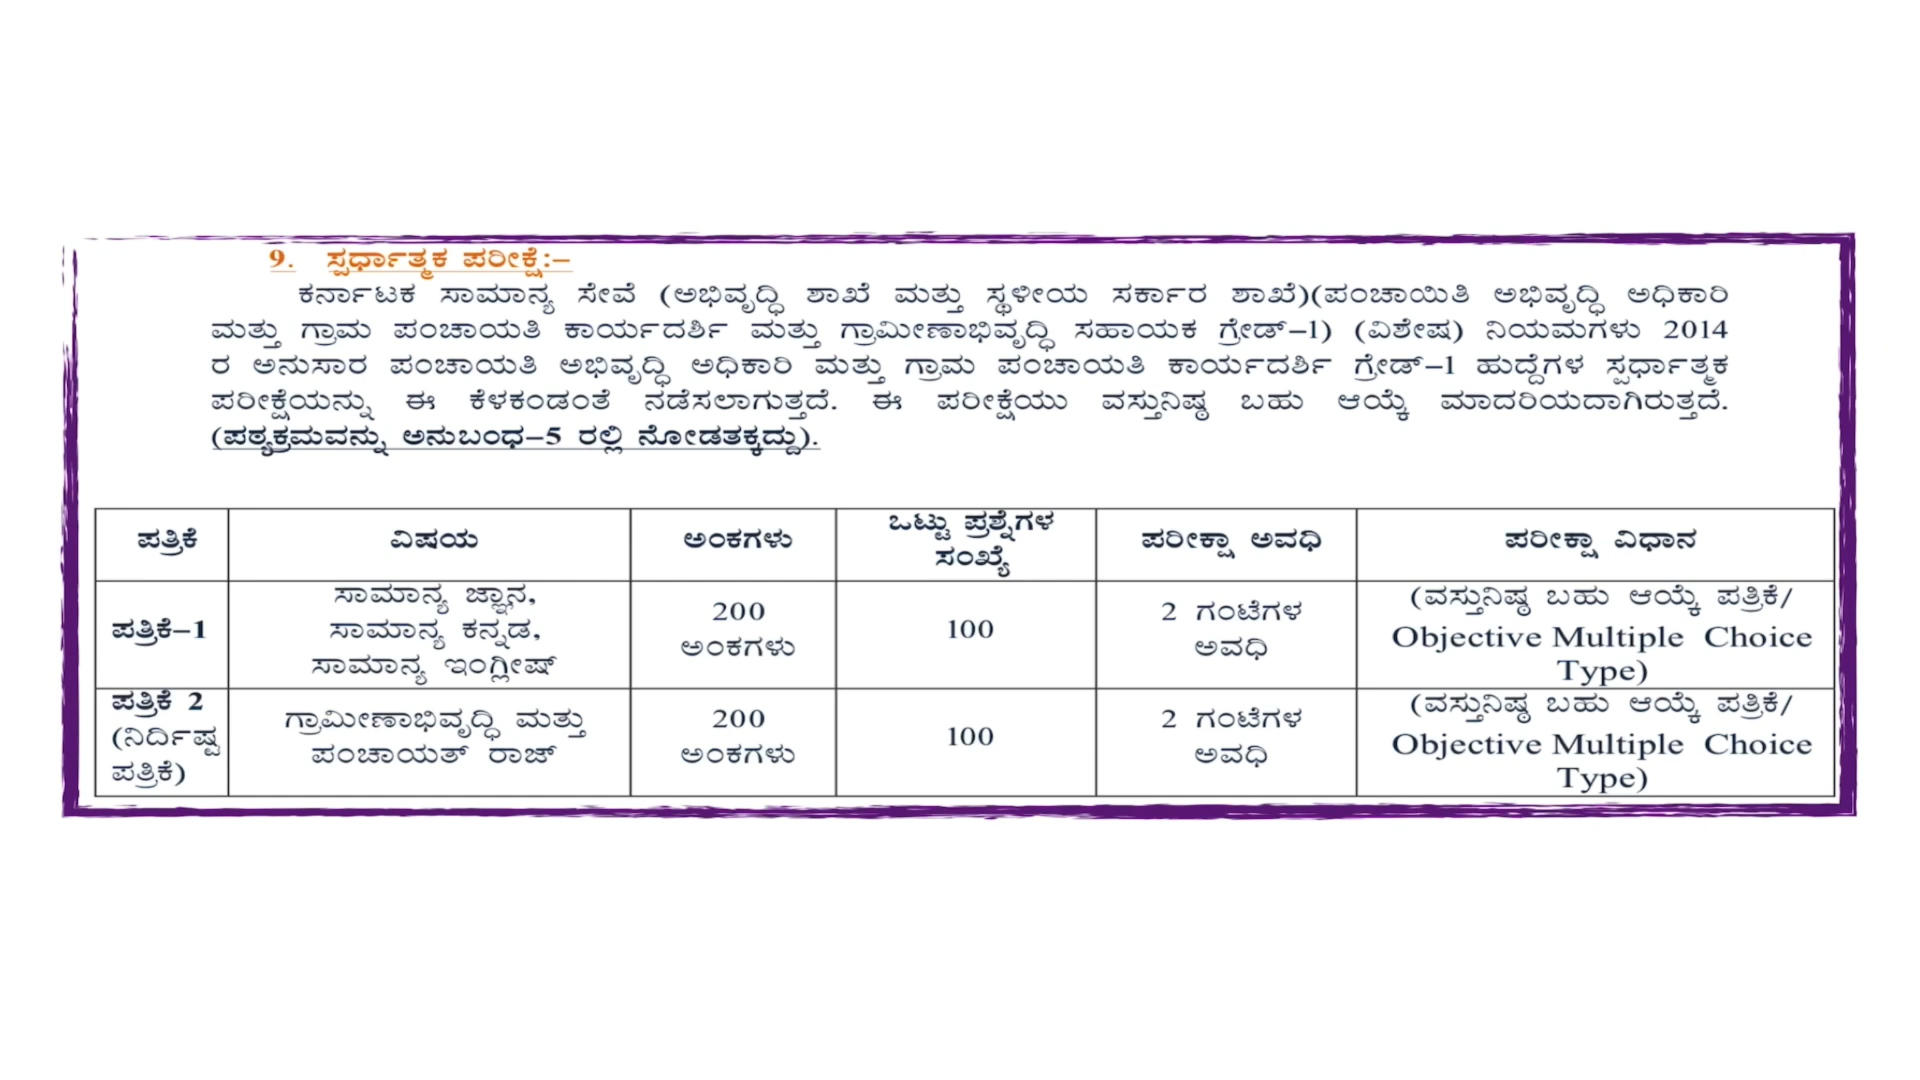 9. ಸ್ಪರ್ಧಾತ್ಮಕ ಪರೀಕ್ಷೆ:–
ಕರ್ನಾಟಕ ಸಾಮಾನ್ಯ ಸೇವೆ (ಅಭಿವೃದ್ಧಿ ಶಾಖೆ ಮತ್ತು ಸ್ಥಳೀಯ ಸರ್ಕಾರ ಶಾಖೆ)(ಪಂಚಾಯಿತಿ ಅಭಿವೃದ್ಧಿ ಅಧಿಕಾರಿ
ಮತ್ತು ಗ್ರಾಮ ಪಂಚಾಯತಿ ಕಾರ್ಯದರ್ಶಿ ಮತ್ತು ಗ್ರಾಮೀಣಾಭಿವೃದ್ಧಿ ಸಹಾಯಕ ಗ್ರೇಡ್–1) (ವಿಶೇಷ) ನಿಯಮಗಳು 2014
ರ ಅನುಸಾರ ಪಂಚಾಯತಿ ಅಭಿವೃದ್ಧಿ ಅಧಿಕಾರಿ ಮತ್ತು ಗ್ರಾಮ ಪಂಚಾಯತಿ ಕಾರ್ಯದರ್ಶಿ ಗ್ರೇಡ್–1 ಹುದ್ದೆಗಳ ಸ್ಪರ್ಧಾತ್ಮಕ
ಪರೀಕ್ಷೆಯನ್ನು ಈ ಕೆಳಕಂಡಂತೆ ನಡೆಸಲಾಗುತ್ತದೆ. ಈ ಪರೀಕ್ಷೆಯು ವಸ್ತುನಿಷ್ಠ ಬಹು ಆಯ್ಕೆ ಮಾದರಿಯದಾಗಿರುತ್ತದೆ.
(ಪಠ್ಯಕ್ರಮವನ್ನು ಅನುಬಂಧ–5 ರಲ್ಲಿ ನೋಡತಕ್ಕದ್ದು).
ಪತ್ರಿಕೆ ವಿಷಯ ಅಂಕಗಳು ಒಟ್ಟು ಪ್ರಶ್ನೆಗಳ ಪರೀಕ್ಷಾ ಅವಧಿ ಪರೀಕ್ಷಾ ವಿಧಾನ
ಸಂಖ್ಯೆ
ಪತ್ರಿಕೆ–1
ಸಾಮಾನ್ಯ ಜ್ಞಾನ,
ಸಾಮಾನ್ಯ ಕನ್ನಡ,
ಸಾಮಾನ್ಯ ಇಂಗ್ಲೀಷ್
200
ಅಂಕಗಳು
100
2 ಗಂಟೆಗಳ
ಅವಧಿ
(ವಸ್ತುನಿಷ್ಠ ಬಹು ಆಯ್ಕೆ ಪತ್ರಿಕೆ/
Objective Multiple Choice
Type)
ಪತ್ರಿಕೆ 2
(ನಿರ್ದಿಷ್ಟ
ಪತ್ರಿಕೆ)
ಗ್ರಾಮೀಣಾಭಿವೃದ್ಧಿ ಮತ್ತು
ಪಂಚಾಯತ್ ರಾಜ್
200
ಅಂಕಗಳು
100
2 ಗಂಟೆಗಳ
ಅವಧಿ
(ವಸ್ತುನಿಷ್ಠ ಬಹು ಆಯ್ಕೆ ಪತ್ರಿಕೆ/
Objective Multiple Choice
Type)